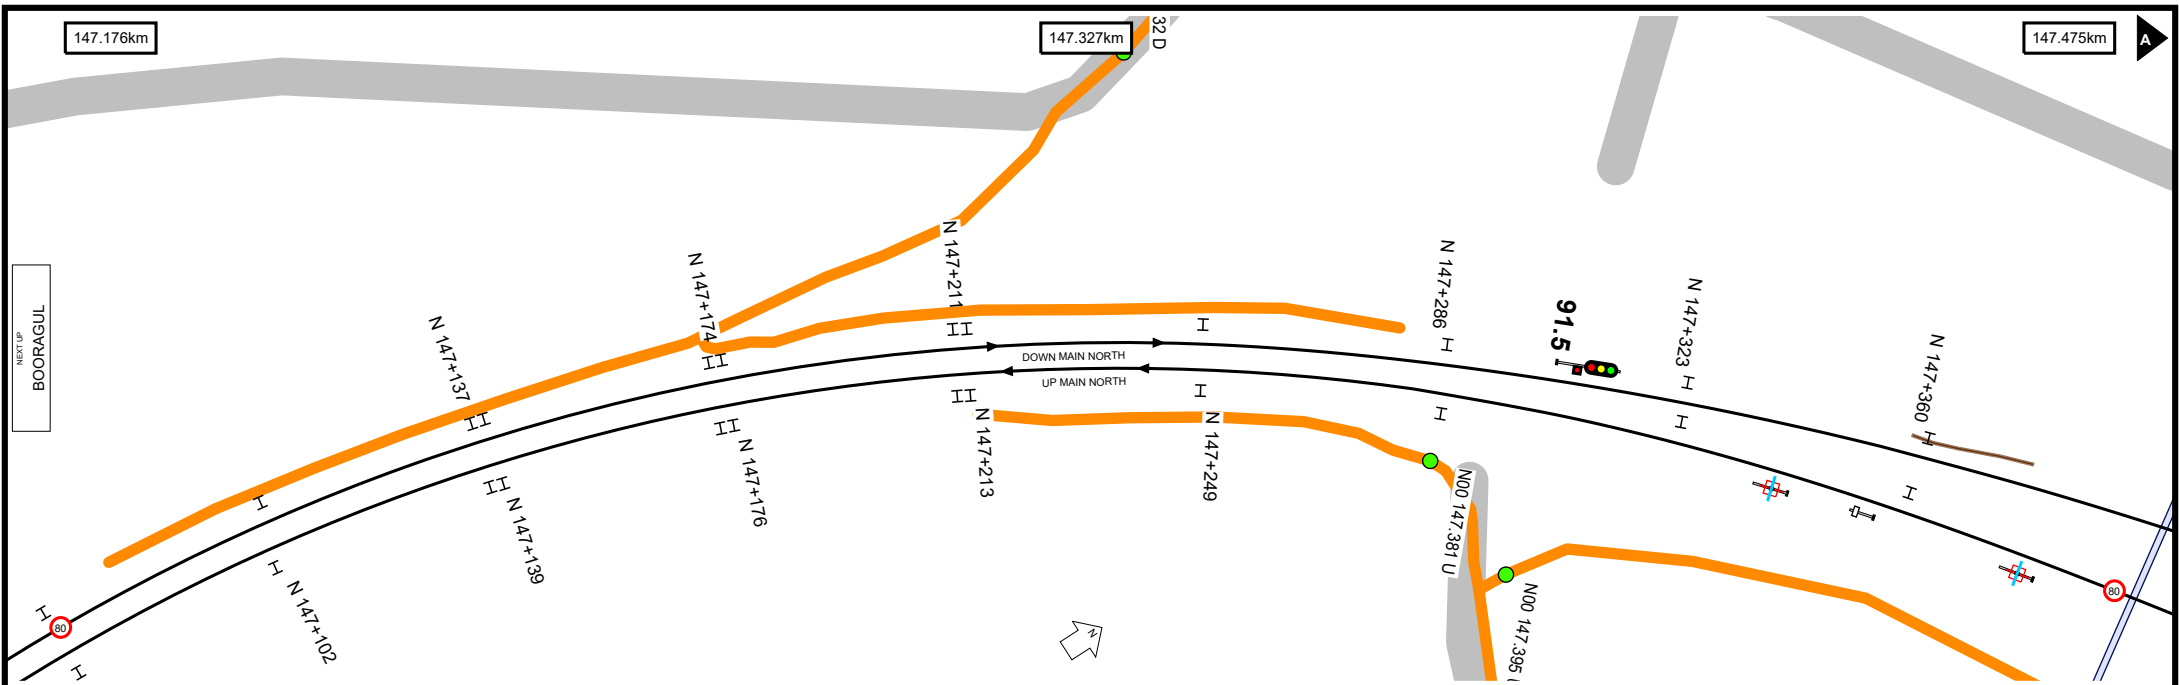 147.176km
147.327km
32 D
147.475km
A
NEXT UP
BOORAGUL
N 147+137
N 147+174
N 147+211
N 147+286
91.5
N 147+323
N 147+360
DOWN MAIN NORTH
UP MAIN NORTH
N 147+102
N 147+139
N 147+176
N 147+213
N 147+249
N00 147.381 U
N00 147.395
80
80
N